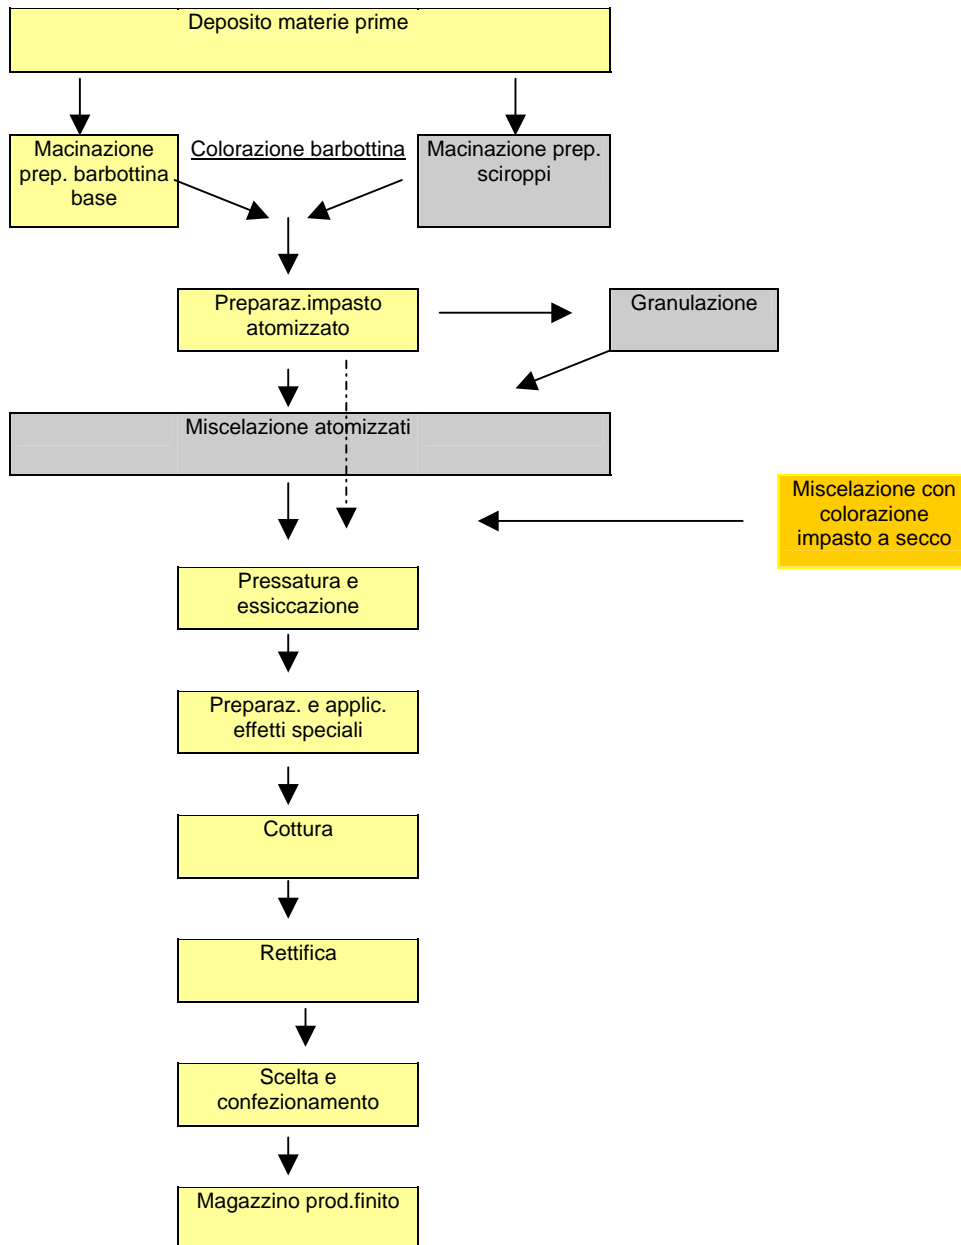 Deposito materie prime
Macinazione
prep. barbottina
base
Colorazione barbottina
Macinazione prep.
sciroppi
Preparaz.impasto
atomizzato
Granulazione
Miscelazione atomizzati
Miscelazione con
colorazione
impasto a secco
Pressatura e
essiccazione
Preparaz. e applic.
effetti speciali
Cottura
Rettifica
Scelta e
confezionamento
Magazzino prod.finito